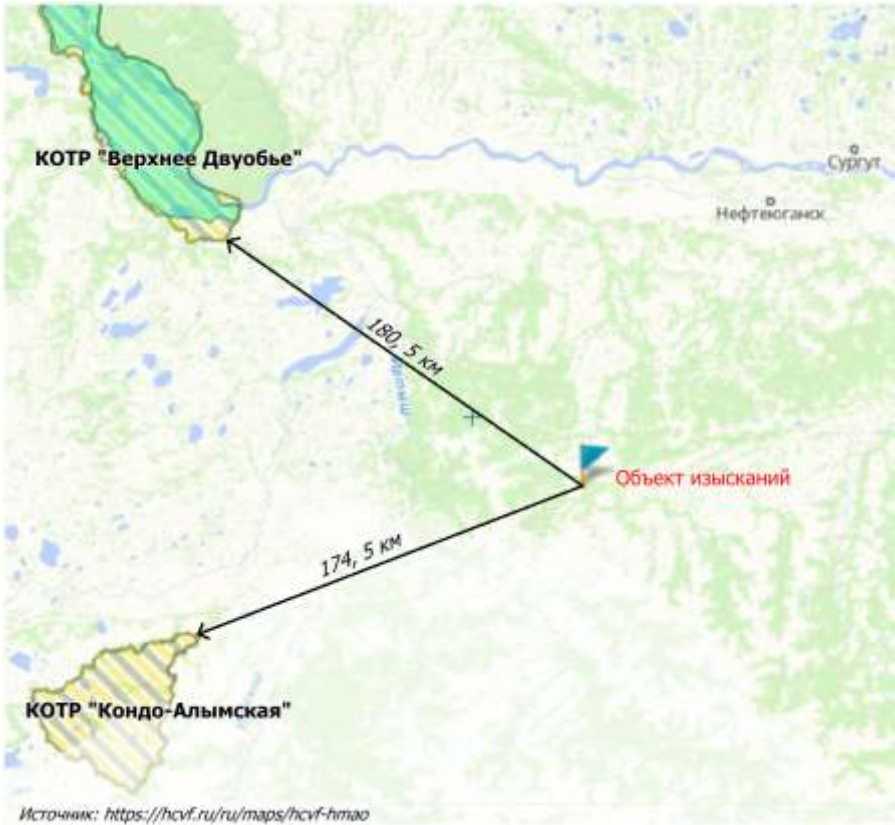 КОТР "Верхнее Двуобье"
Сургут
Нефтеюганск
180, 5 км
Иртыш
Объект изысканий
174, 5 км
КОТР "Кондо-Алымская"
Источник: https://hcvf.ru/ru/maps/hcvf-hmao